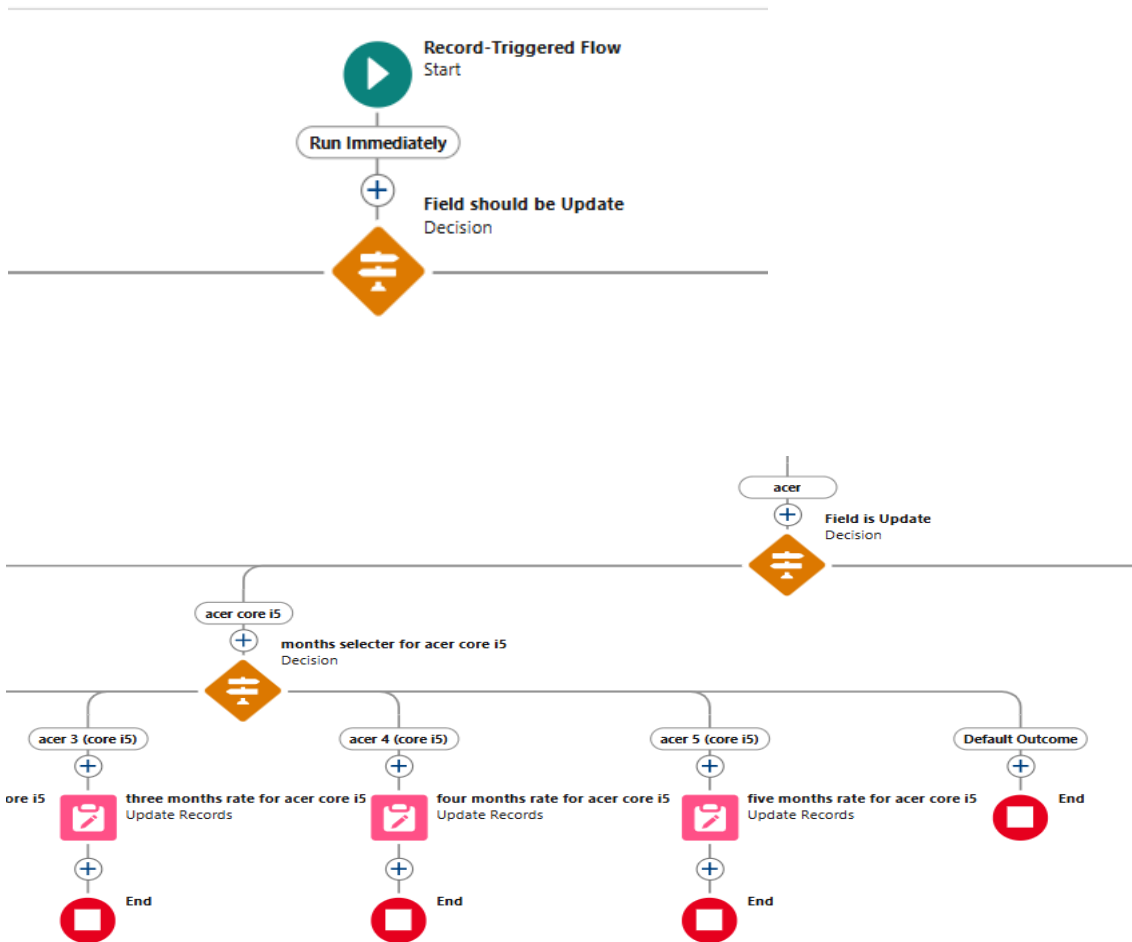 Record-Triggered Flow
Start
Run Immediately
Field should be Update
Decision
acer
Field is Update
Decision
acer core i5
months selecter for acer core i5
Decision
acer 3 (core i5)
acer 4 (core i5)
acer 5 (core i5)
Default Outcome
ore i5
three months rate for acer core i5
Update Records
four months rate for acer core i5
Update Records
five months rate for acer core i5
Update Records
End
End
End
End